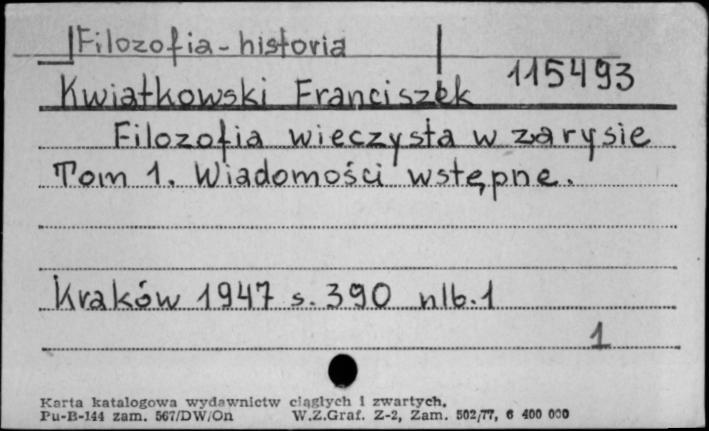 Filozofia - historia
115493
Kwiatkowski Franciszek
Filozofia wieczysta w zarysie
Tom 1. Wiadomości wstępne.
Kraków 1947 s. 390 nlb. 1
1
Karta katalogowa wydawnictw ciągłych i zwartych.
Pu-B-144 zam. 567/DW/On W.Z.Graf. Z-2, Zam. 502/77, 6 400 000